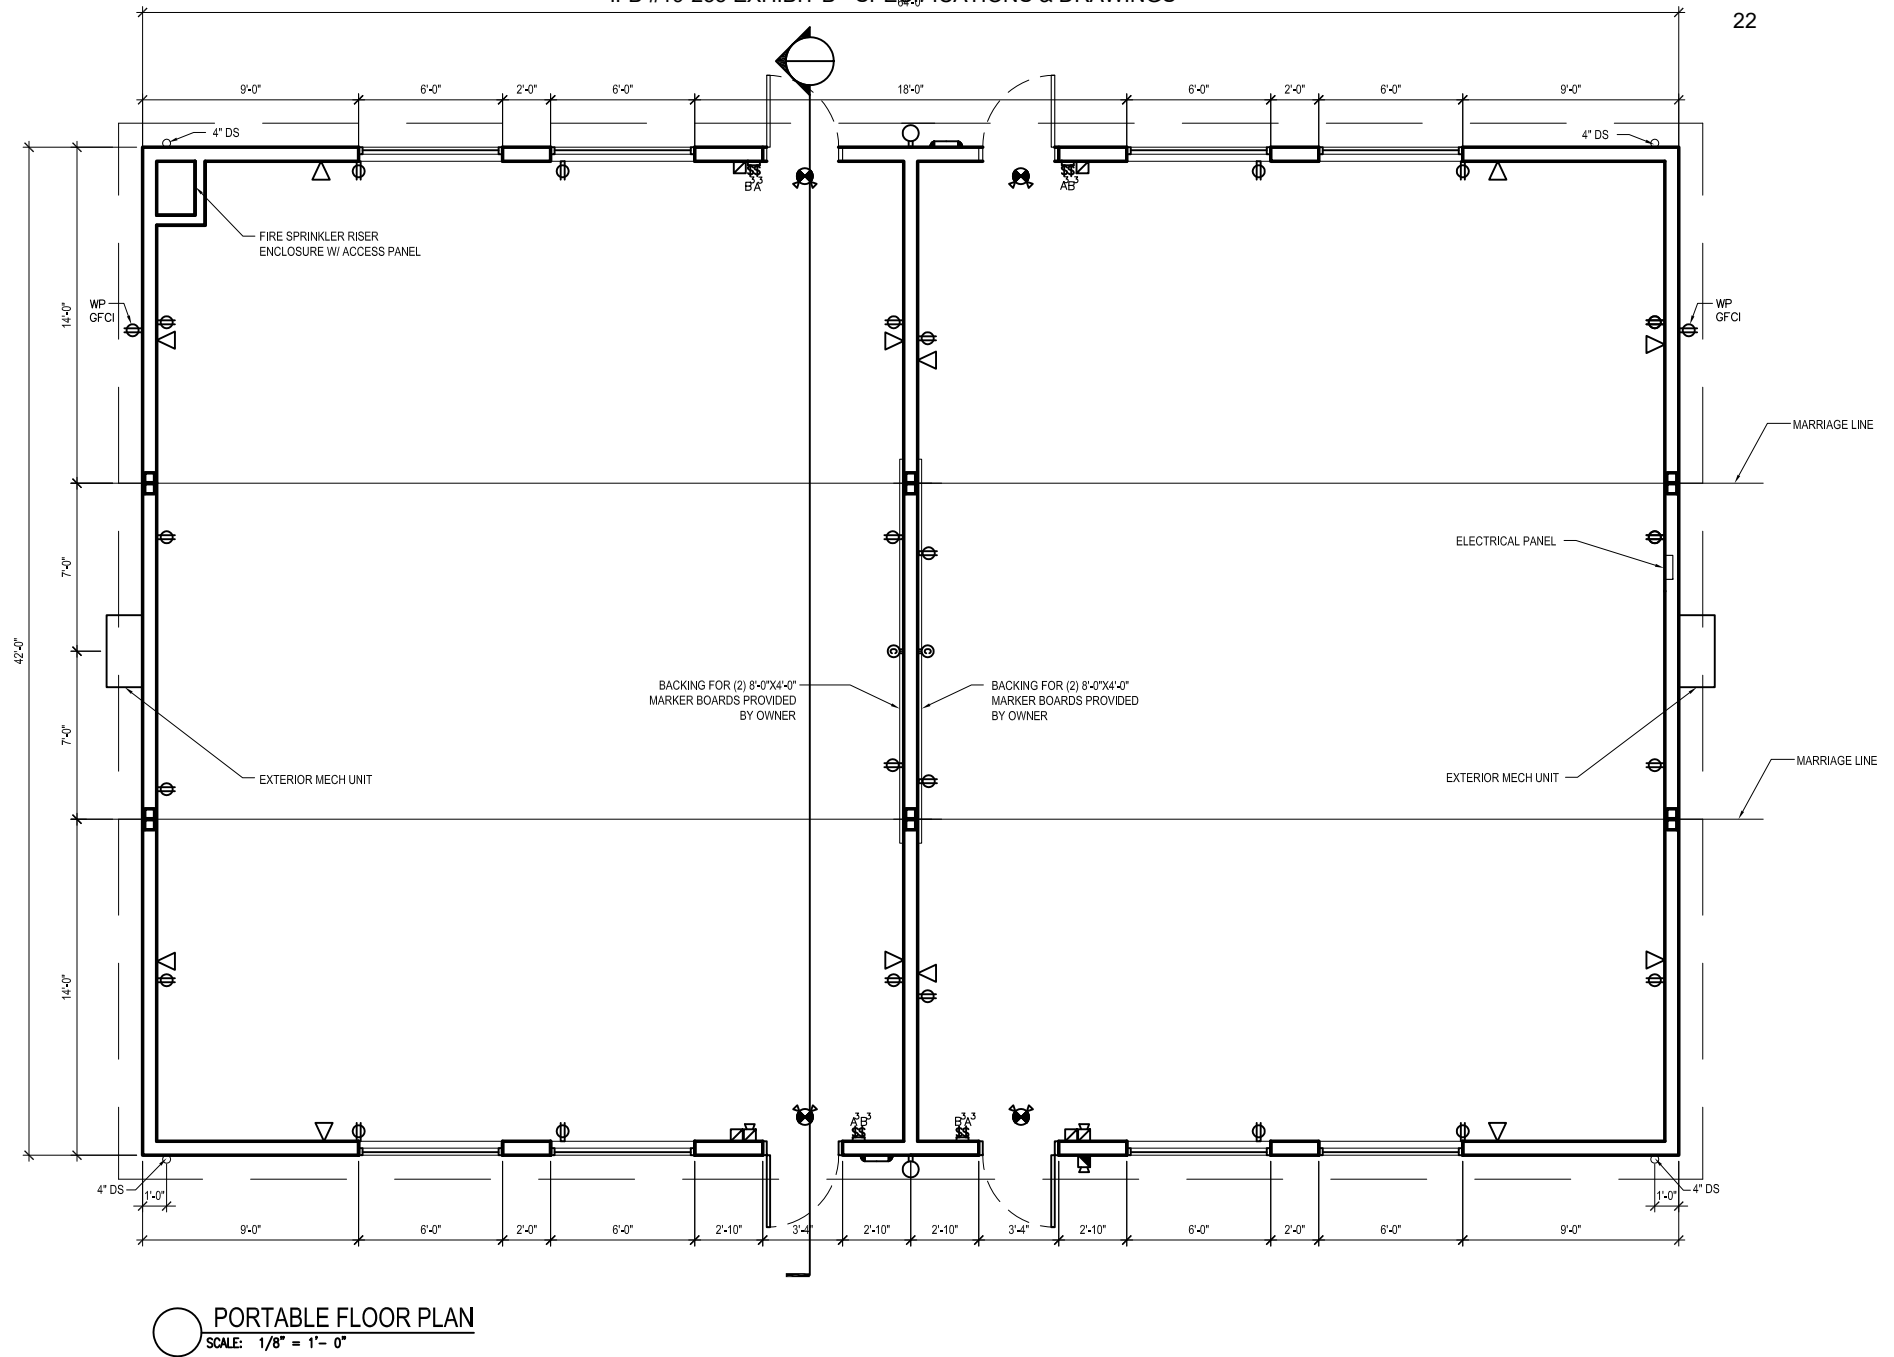 22
64'-0"
9'-0" 6'-0" 2'-0" 6'-0" 18'-0" 6'-0" 2'-0" 6'-0" 9'-0"
4" DS
4" DS
FIRE SPRINKLER RISER
ENCLOSURE W/ ACCESS PANEL
WP
GFCI
WP
GFCI
14'-0"
MARRIAGE LINE
ELECTRICAL PANEL
7'-0"
42'-0"
BACKING FOR (2) 8'-0"X4'-0"
MARKER BOARDS PROVIDED
BY OWNER
BACKING FOR (2) 8'-0"X4'-0"
MARKER BOARDS PROVIDED
BY OWNER
7'-0"
EXTERIOR MECH UNIT
EXTERIOR MECH UNIT
MARRIAGE LINE
14'-0"
4" DS
4" DS
1'-0"
1'-0"
9'-0" 6'-0" 2'-0" 6'-0" 2'-10" 3'-4" 2'-10" 2'-10" 3'-4" 2'-10" 6'-0" 2'-0" 6'-0" 9'-0"
PORTABLE FLOOR PLAN
SCALE: 1/8" = 1'- 0"